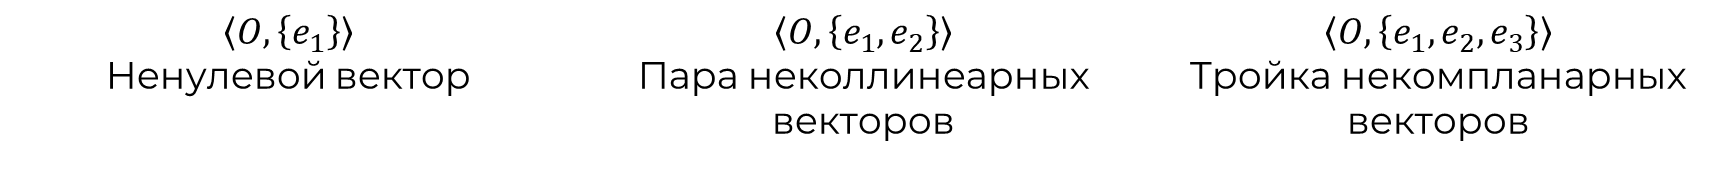 ⟨O, {e₁}⟩
Ненулевой вектор
⟨O, {e₁, e₂}⟩
Пара неколлинеарных
векторов
⟨O, {e₁, e₂, e₃}⟩
Тройка некомпланарных
векторов